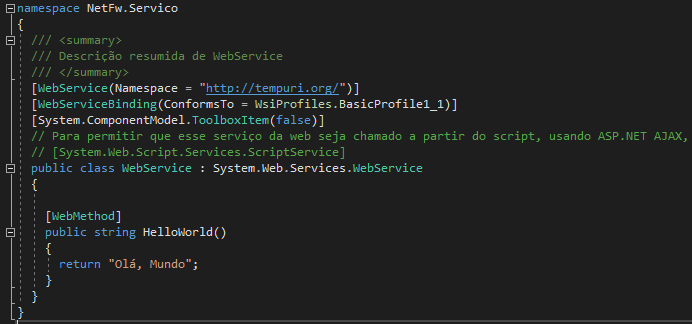 namespace NetFw.Servico
{
/// <summary>
/// Descrição resumida de WebService
/// </summary>
[WebService(Namespace = "http://tempuri.org/")]
[WebServiceBinding(ConformsTo = WsiProfiles.BasicProfile1_1)]
[System.ComponentModel.ToolboxItem(false)]
// Para permitir que esse serviço da web seja chamado a partir do script, usando ASP.NET AJAX,
// [System.Web.Script.Services.ScriptService]
public class WebService : System.Web.Services.WebService
{
[WebMethod]
public string HelloWorld()
{
return "Olá, Mundo";
}
}
}